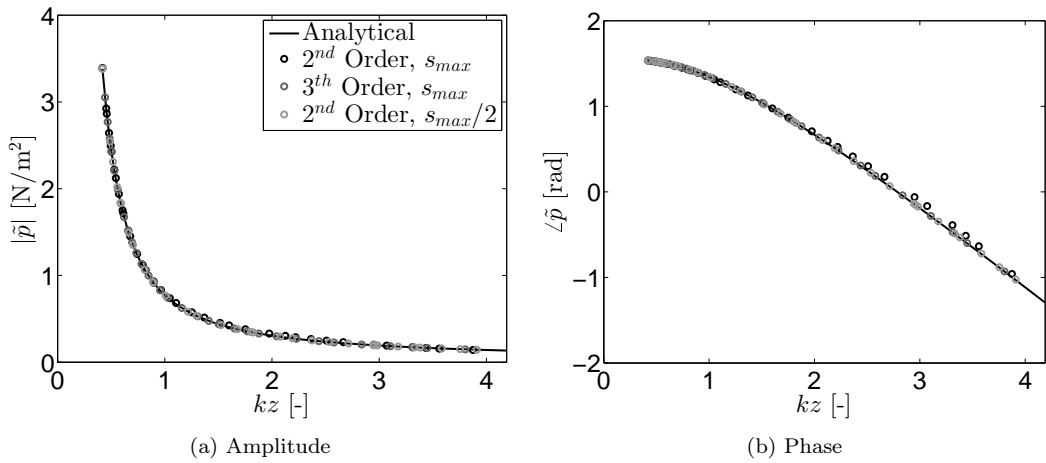 4
3
2
1
0
0 1 2 3 4
|p̃| [N/m²]
kz [-]
Analytical
2ⁿᵈ Order, sₘₐₓ
3ᵗʰ Order, sₘₐₓ
2ⁿᵈ Order, sₘₐₓ/2
(a) Amplitude
2
1
0
−1
−2
0 1 2 3 4
∠p̃ [rad]
kz [-]
(b) Phase